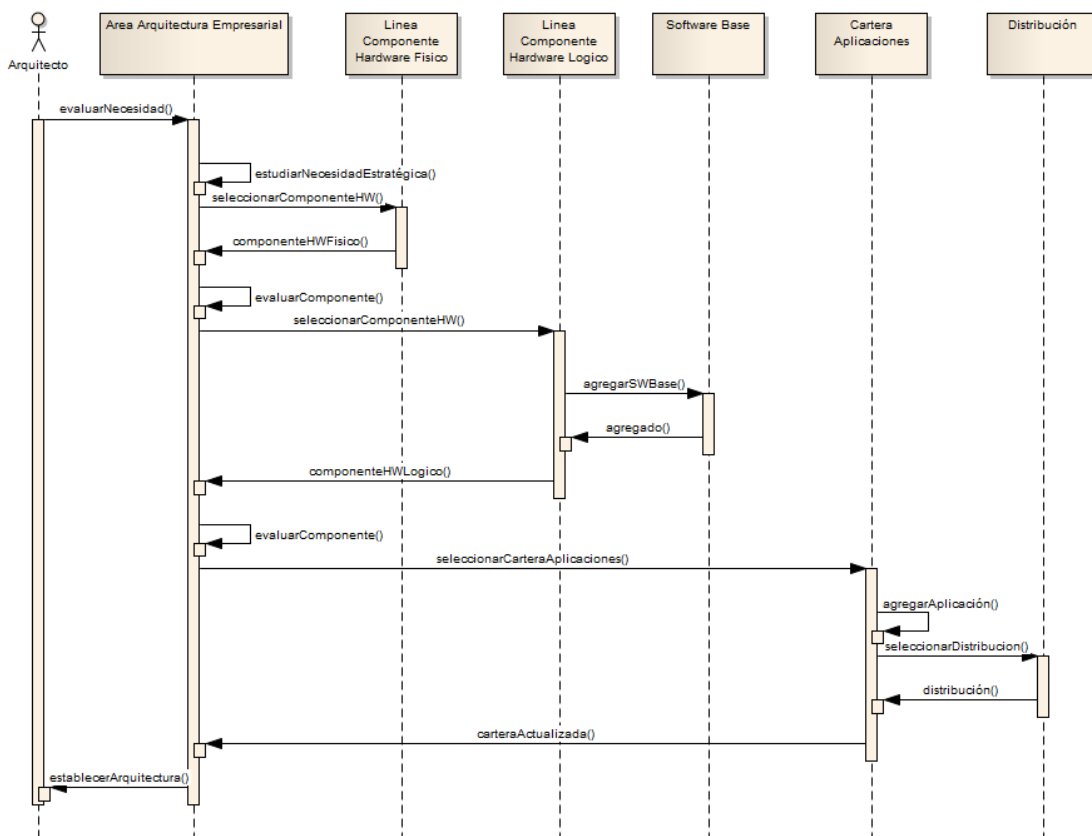 Arquitecto
Area Arquitectura Empresarial
Linea
Componente
Hardware Fisico
Linea
Componente
Hardware Logico
Software Base
Cartera
Aplicaciones
Distribución
evaluarNecesidad()
estudiarNecesidadEstratégica()
seleccionarComponenteHW()
componenteHWFisico()
evaluarComponente()
seleccionarComponenteHW()
agregarSWBase()
agregado()
componenteHWLogico()
evaluarComponente()
seleccionarCarteraAplicaciones()
agregarAplicación()
seleccionarDistribucion()
distribución()
carteraActualizada()
establecerArquitectura()